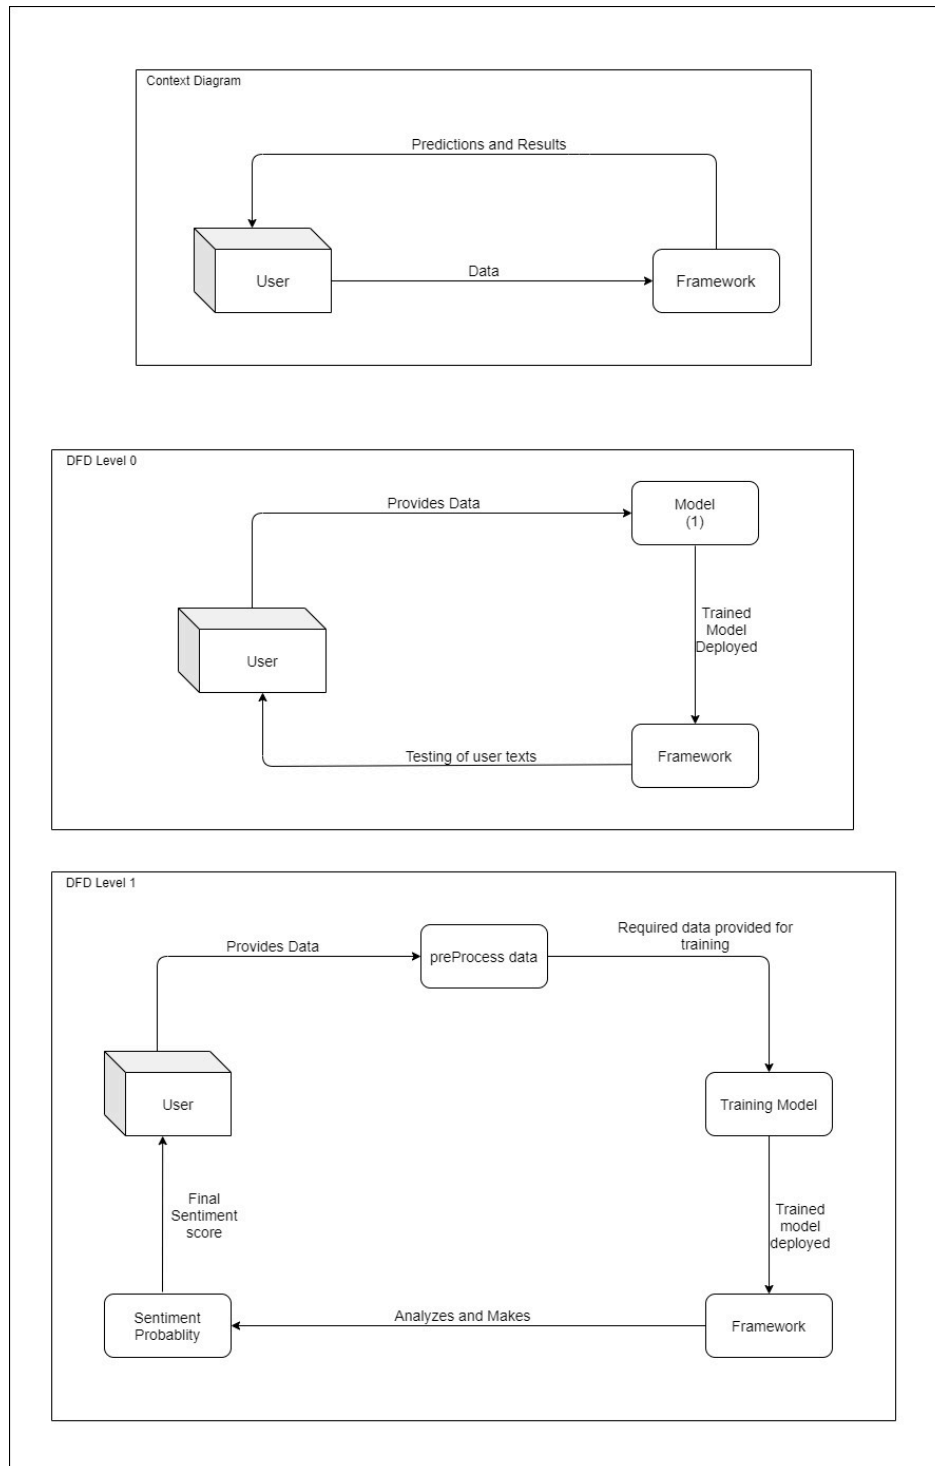 Context Diagram
Predictions and Results
User
Data
Framework
DFD Level 0
Provides Data
Model
(1)
Trained
Model
Deployed
User
Testing of user texts
Framework
DFD Level 1
Provides Data
preProcess data
Required data provided for
training
User
Training Model
Final
Sentiment
score
Trained
model
deployed
Sentiment
Probablity
Analyzes and Makes
Framework